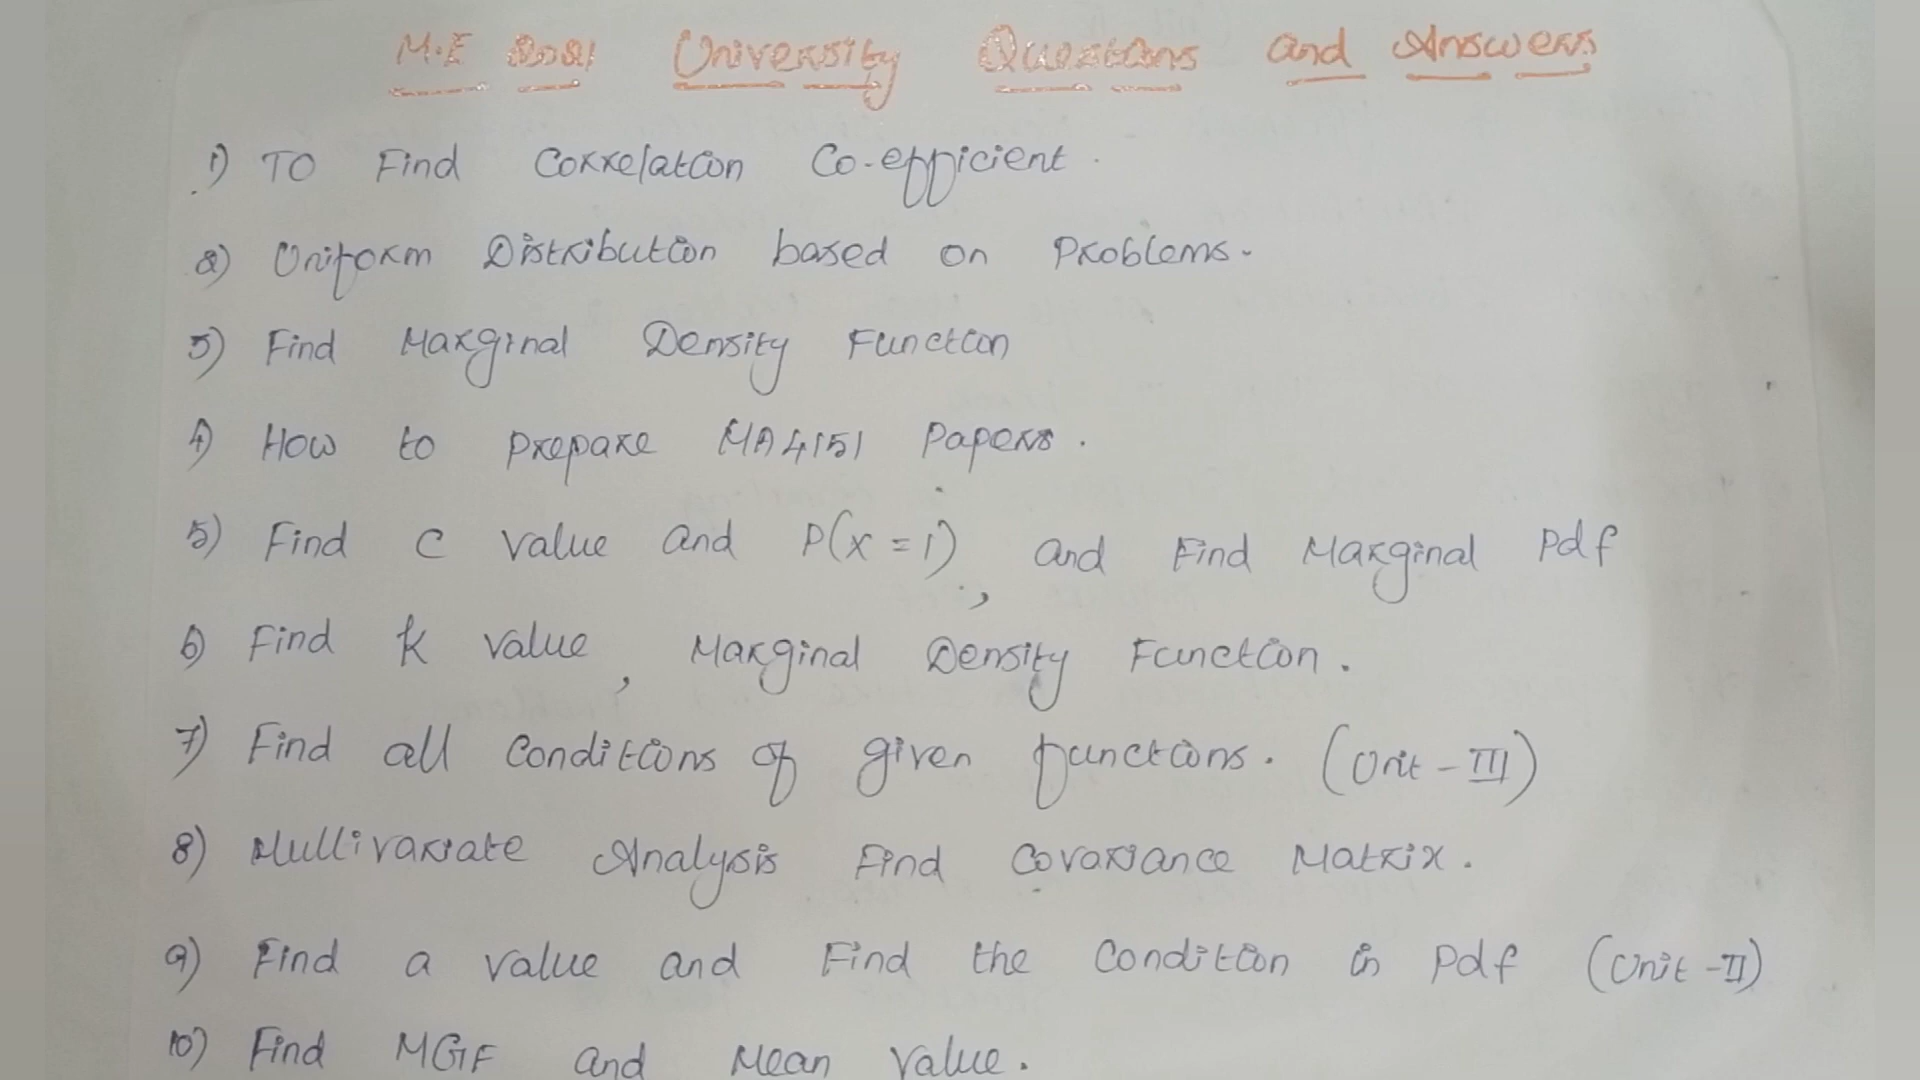 M.E 2021 University Questions and Answers
1) To Find Correlation Co-efficient.
2) Uniform Distribution based on Problems.
3) Find Marginal Density Function
4) How to prepare MA4151 Papers.
5) Find c value and P(x=1), and Find Marginal pdf
6) Find k value, Marginal Density Function.
7) Find all Conditions of given functions. (Unit-III)
8) Multivariate Analysis Find Covariance Matrix.
9) Find a value and Find the Condition in pdf (Unit-II)
10) Find MGF and Mean value.